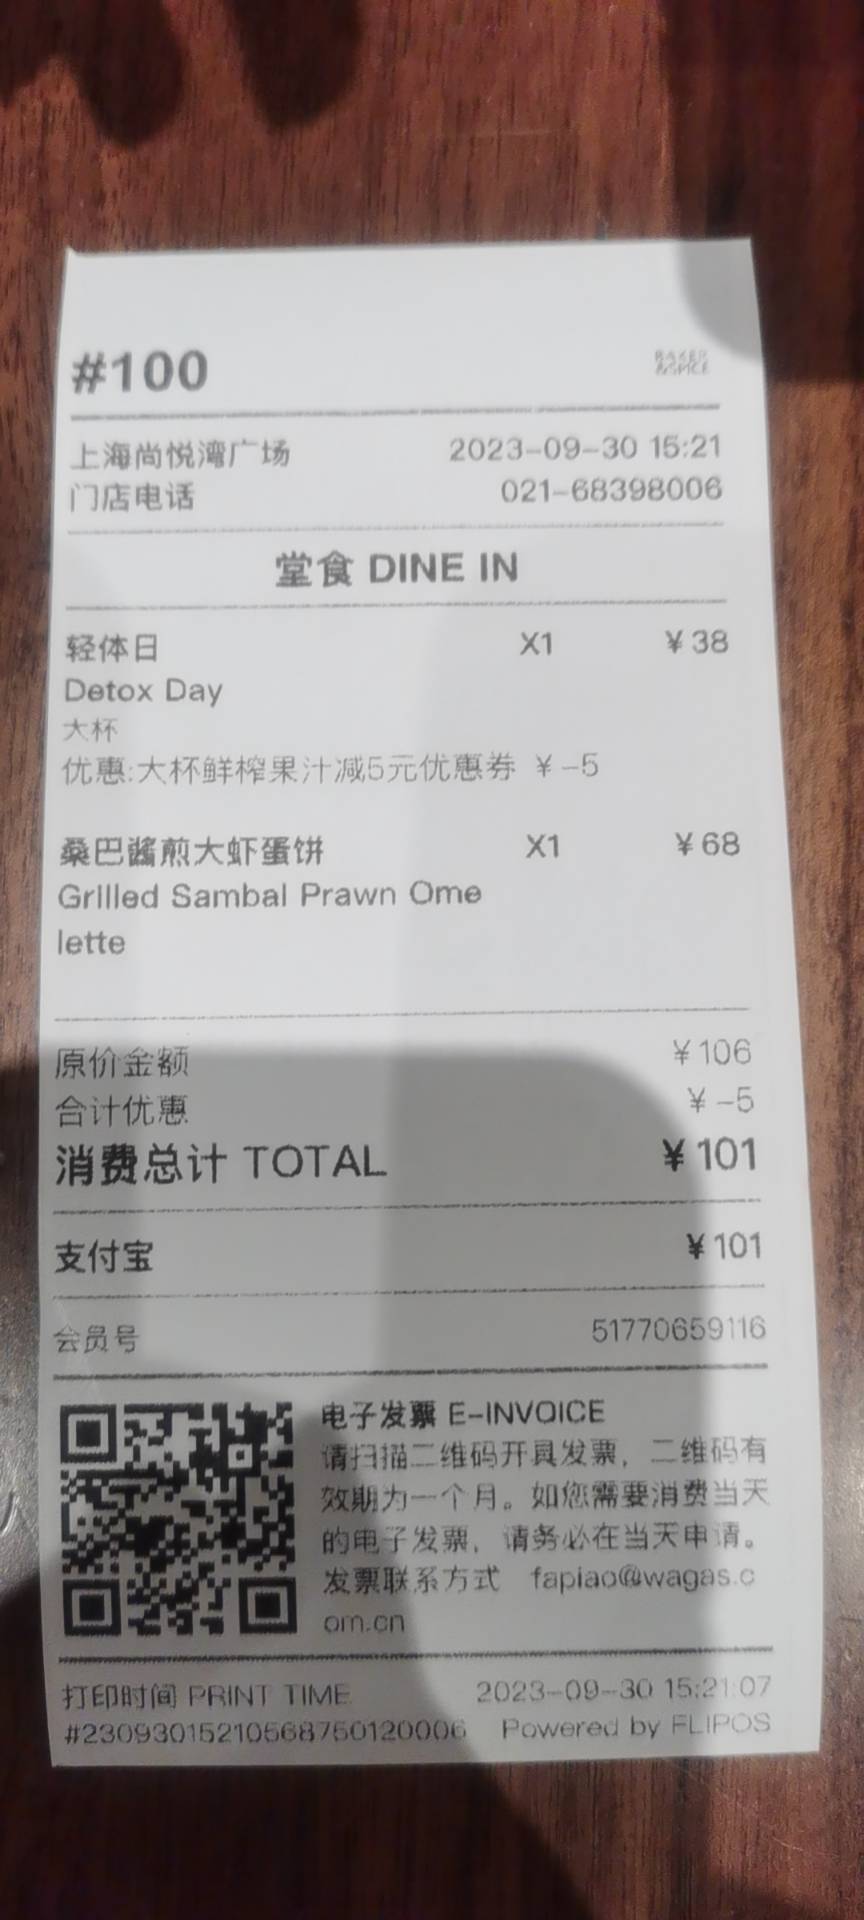 #100
BAKER
&SPICE
上海尚悦湾广场 2023-09-30 15:21
门店电话 021-68398006
堂食 DINE IN
轻体日 X1 ¥38
Detox Day
大杯
优惠:大杯鲜榨果汁减5元优惠券 ¥-5
桑巴酱煎大虾蛋饼 X1 ¥68
Grilled Sambal Prawn Ome
lette
原价金额 ¥106
合计优惠 ¥-5
消费总计 TOTAL ¥101
支付宝 ¥101
会员号 51770659116
电子发票 E-INVOICE
请扫描二维码开具发票，二维码有
效期为一个月。如您需要消费当天
的电子发票，请务必在当天申请。
发票联系方式 fapiao@wagas.c
om.cn
打印时间 PRINT TIME 2023-09-30 15:21:07
#23093015210568750120006 Powered by FLIPOS